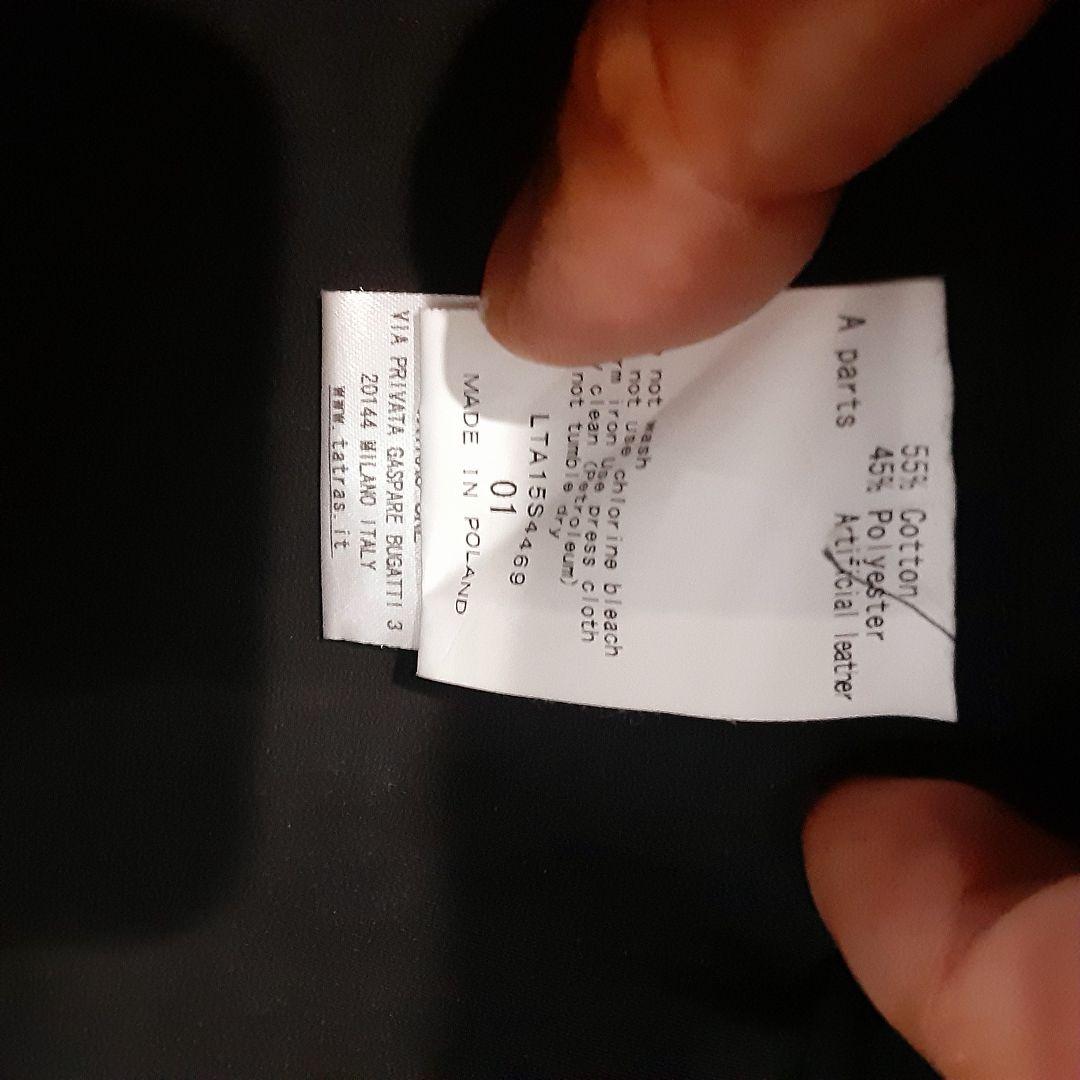 55% Cotton
45% Polyester
A parts Artificial leather
not wash
not use chlorine bleach
iron use press cloth
clean (petroleum)
not tumble dry
LTA15S4469
01
MADE IN POLAND
VIA PRIVATA GASPARE BUGATTI 3
20144 MILANO ITALY
www.tatras.it